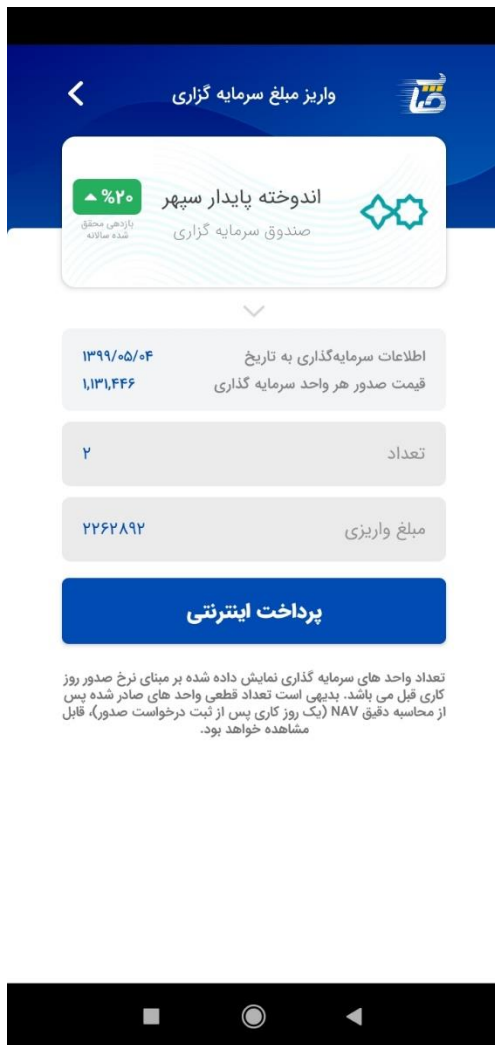 واریز مبلغ سرمایه گزاری
اندوخته پایدار سپهر
صندوق سرمایه گزاری
%۲۰
بازدهی محقق
شده سالانه
اطلاعات سرمایه‌گذاری به تاریخ ۱۳۹۹/۰۵/۰۴
قیمت صدور هر واحد سرمایه گذاری ۱,۱۳۱,۴۴۶
تعداد ۲
مبلغ واریزی ۲۲۶۲۸۹۲
پرداخت اینترنتی
تعداد واحد های سرمایه گذاری نمایش داده شده بر مبنای نرخ صدور روز
کاری قبل می باشد. بدیهی است تعداد قطعی واحد های صادر شده پس
از محاسبه دقیق NAV (یک روز کاری پس از ثبت درخواست صدور)، قابل
مشاهده خواهد بود.